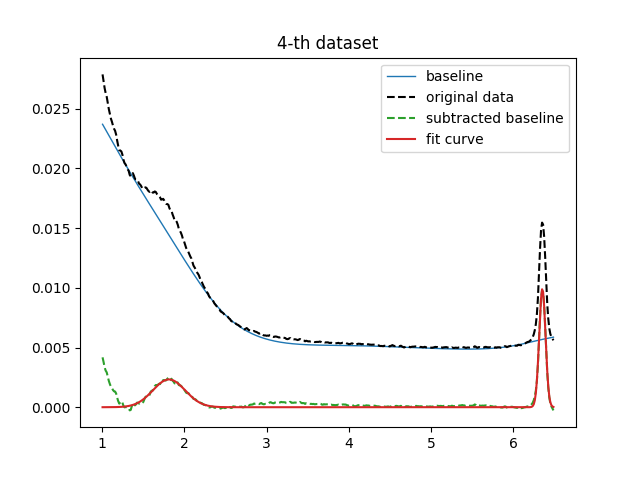 4-th dataset
baseline
original data
subtracted baseline
fit curve
0.025
0.020
0.015
0.010
0.005
0.000
1 2 3 4 5 6